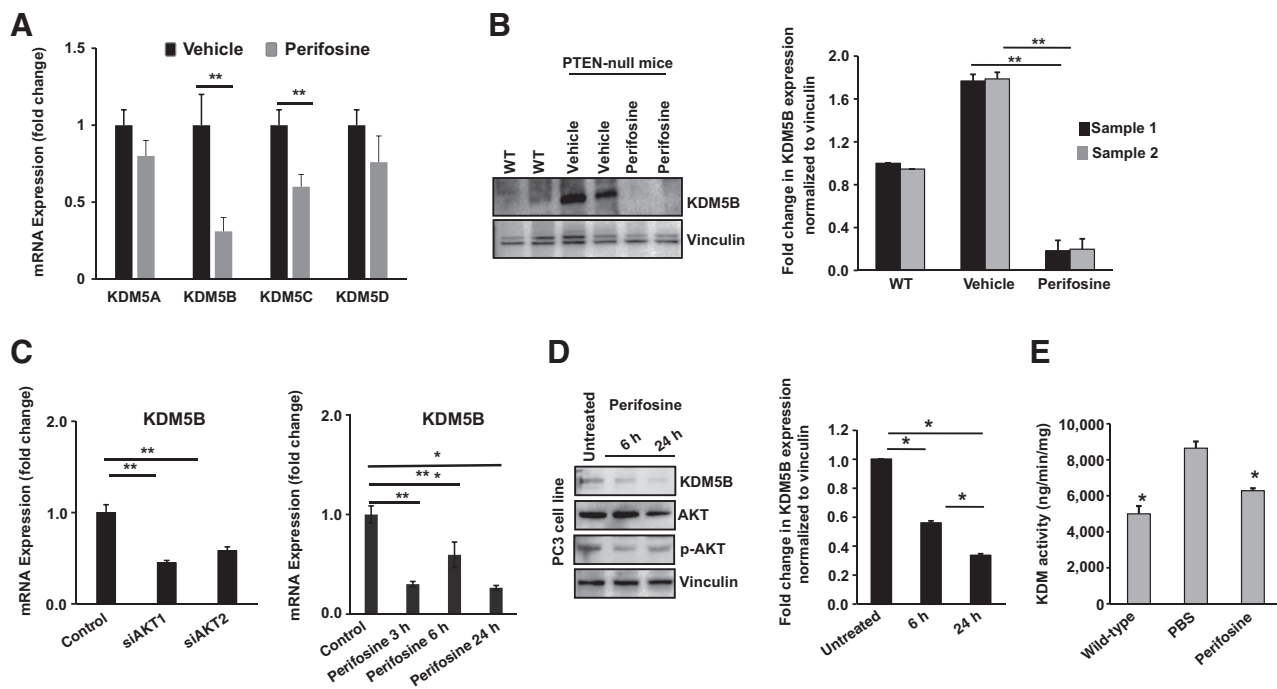 A
Vehicle
Perifosine
mRNA Expression (fold change)
1.5
1
0.5
0
**
**
KDM5A
KDM5B
KDM5C
KDM5D
B
PTEN-null mice
WT
WT
Vehicle
Vehicle
Perifosine
Perifosine
KDM5B
Vinculin
Fold change in KDM5B expression
normalized to vinculin
2.0
1.6
1.2
0.8
0.4
0.0
**
**
Sample 1
Sample 2
WT
Vehicle
Perifosine
C
mRNA Expression (fold change)
KDM5B
2.0
1.0
0.0
**
**
Control
siAKT1
siAKT2
mRNA Expression (fold change)
KDM5B
2.0
1.0
0.0
*
** *
**
Control
Perifosine 3 h
Perifosine 6 h
Perifosine 24 h
D
PC3 cell line
Untreated
Perifosine
6 h
24 h
KDM5B
AKT
p-AKT
Vinculin
Fold change in KDM5B expression
normalized to vinculin
1.2
1.0
0.8
0.6
0.4
0.2
0.0
*
*
*
Untreated
6 h
24 h
E
KDM activity (ng/min/mg)
10,000
8,000
6,000
4,000
2,000
0
*
*
Wild-type
PBS
Perifosine